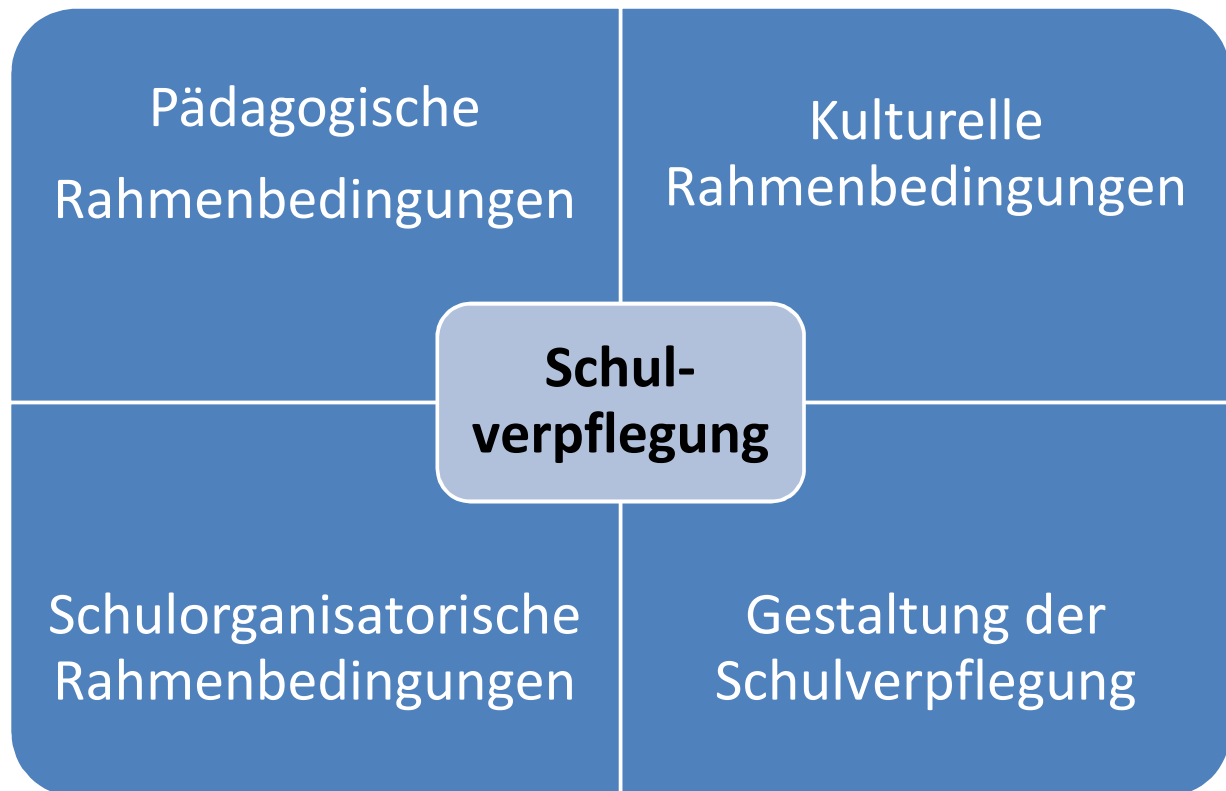 Pädagogische
Rahmenbedingungen
Kulturelle
Rahmenbedingungen
Schul-
verpflegung
Schulorganisatorische
Rahmenbedingungen
Gestaltung der
Schulverpflegung